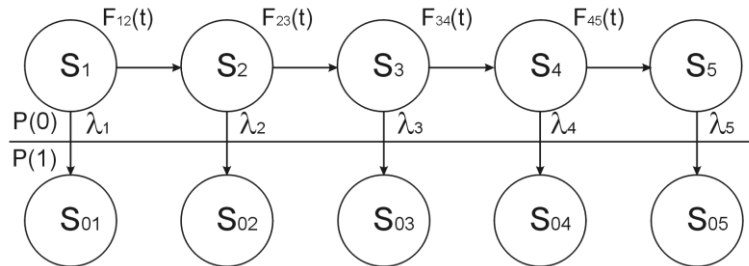 F12(t) F23(t) F34(t) F45(t)
S1 S2 S3 S4 S5
P(0) λ1 λ2 λ3 λ4 λ5
P(1)
S01 S02 S03 S04 S05